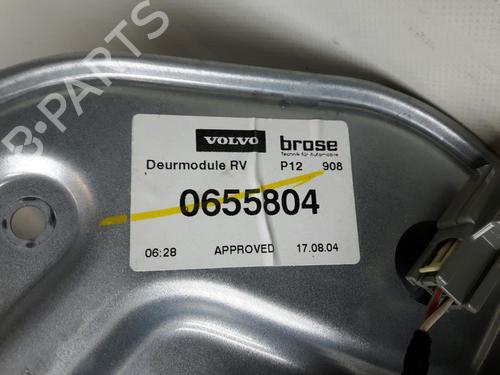 B-PARTS
VOLVO brose
Technik für Automobile
Deurmodule RV P12 908
0655804
06:28 APPROVED 17.08.04